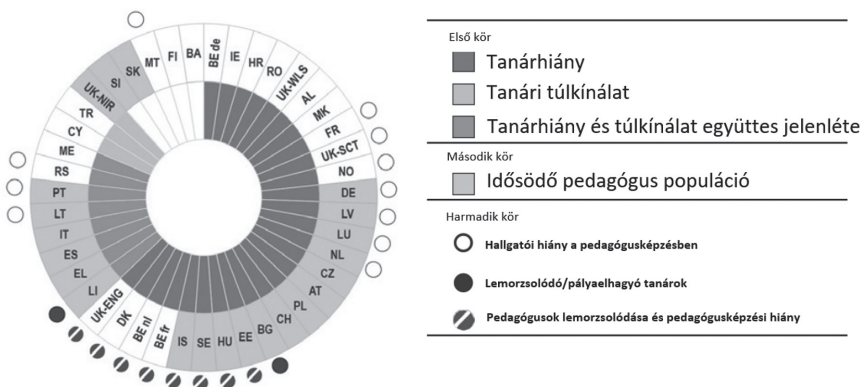 BE de
IE
HR
RO
UK-WLS
AL
MK
FR
UK-SCT
NO
DE
LV
LU
NL
CZ
AT
PL
CH
BG
EE
HU
SE
IS
BE fr
BE nl
DK
UK-ENG
LI
EL
ES
IT
LT
PT
RS
ME
CY
TR
UK-NIR
SI
SK
MT
FI
BA
Első kör
Tanárhiány
Tanári túlkínálat
Tanárhiány és túlkínálat együttes jelenléte
Második kör
Idősödő pedagógus populáció
Harmadik kör
Hallgatói hiány a pedagógusképzésben
Lemorzsolódó/pályaelhagyó tanárok
Pedagógusok lemorzsolódása és pedagógusképzési hiány